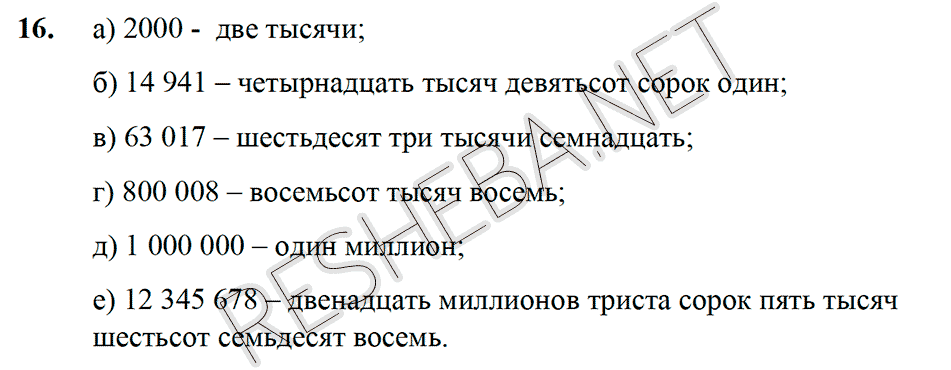 16. а) 2000 - две тысячи;
б) 14 941 – четырнадцать тысяч девятьсот сорок один;
в) 63 017 – шестьдесят три тысячи семнадцать;
г) 800 008 – восемьсот тысяч восемь;
д) 1 000 000 – один миллион;
е) 12 345 678 – двенадцать миллионов триста сорок пять тысяч
шестьсот семьдесят восемь.
RESHEBA.NET